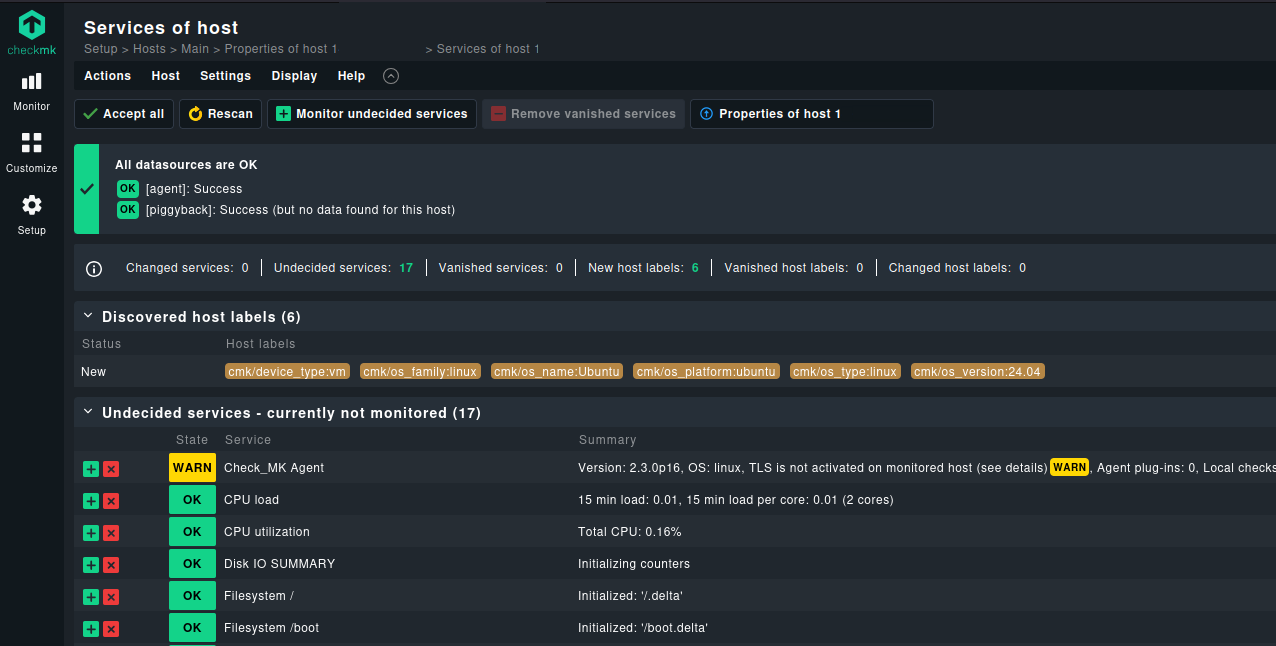 checkmk
Monitor
Customize
Setup
Services of host
Setup > Hosts > Main > Properties of host 1 > Services of host 1
Actions Host Settings Display Help
Accept all Rescan Monitor undecided services Remove vanished services Properties of host 1
All datasources are OK
OK [agent]: Success
OK [piggyback]: Success (but no data found for this host)
Changed services: 0 Undecided services: 17 Vanished services: 0 New host labels: 6 Vanished host labels: 0 Changed host labels: 0
Discovered host labels (6)
Status Host labels
New cmk/device_type:vm cmk/os_family:linux cmk/os_name:Ubuntu cmk/os_platform:ubuntu cmk/os_type:linux cmk/os_version:24.04
Undecided services - currently not monitored (17)
State Service Summary
WARN Check_MK Agent Version: 2.3.0p16, OS: linux, TLS is not activated on monitored host (see details) WARN, Agent plug-ins: 0, Local checks
OK CPU load 15 min load: 0.01, 15 min load per core: 0.01 (2 cores)
OK CPU utilization Total CPU: 0.16%
OK Disk IO SUMMARY Initializing counters
OK Filesystem / Initialized: '/.delta'
OK Filesystem /boot Initialized: '/boot.delta'